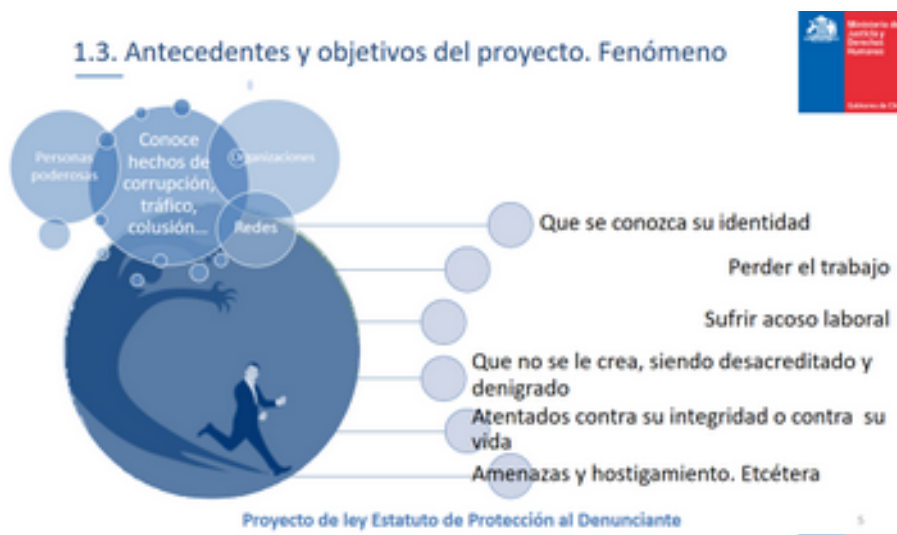 1.3. Antecedentes y objetivos del proyecto. Fenómeno
Ministerio de
Justicia y
Derechos
Humanos
Gobierno de Chile
Personas
poderosas
Conoce
hechos de
corrupción,
tráfico,
colusión...
Organizaciones
Redes
Que se conozca su identidad
Perder el trabajo
Sufrir acoso laboral
Que no se le crea, siendo desacreditado y
denigrado
Atentados contra su integridad o contra su
vida
Amenazas y hostigamiento. Etcétera
Proyecto de ley Estatuto de Protección al Denunciante
5